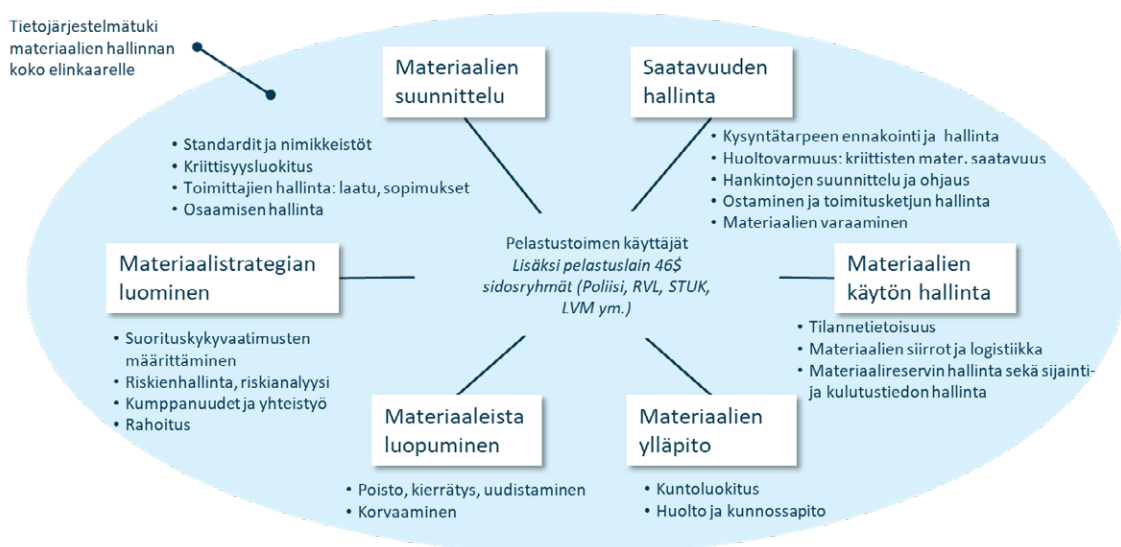 Tietojärjestelmätuki
materiaalien hallinnan
koko elinkaarelle
Materiaalien
suunnittelu
• Standardit ja nimikkeistöt
• Kriittisyysluokitus
• Toimittajien hallinta: laatu, sopimukset
• Osaamisen hallinta
Saatavuuden
hallinta
• Kysyntätarpeen ennakointi ja hallinta
• Huoltovarmuus: kriittisten mater. saatavuus
• Hankintojen suunnittelu ja ohjaus
• Ostaminen ja toimitusketjun hallinta
• Materiaalien varaaminen
Pelastustoimen käyttäjät
Lisäksi pelastuslain 46$
sidosryhmät (Poliisi, RVL, STUK,
LVM ym.)
Materiaalistrategian
luominen
• Suorituskykyvaatimusten
määrittäminen
• Riskienhallinta, riskianalyysi
• Kumppanuudet ja yhteistyö
• Rahoitus
Materiaalien
käytön hallinta
• Tilannetietoisuus
• Materiaalien siirrot ja logistiikka
• Materiaalireservin hallinta sekä sijainti-
ja kulutustiedon hallinta
Materiaaleista
luopuminen
• Poisto, kierrätys, uudistaminen
• Korvaaminen
Materiaalien
ylläpito
• Kuntoluokitus
• Huolto ja kunnossapito